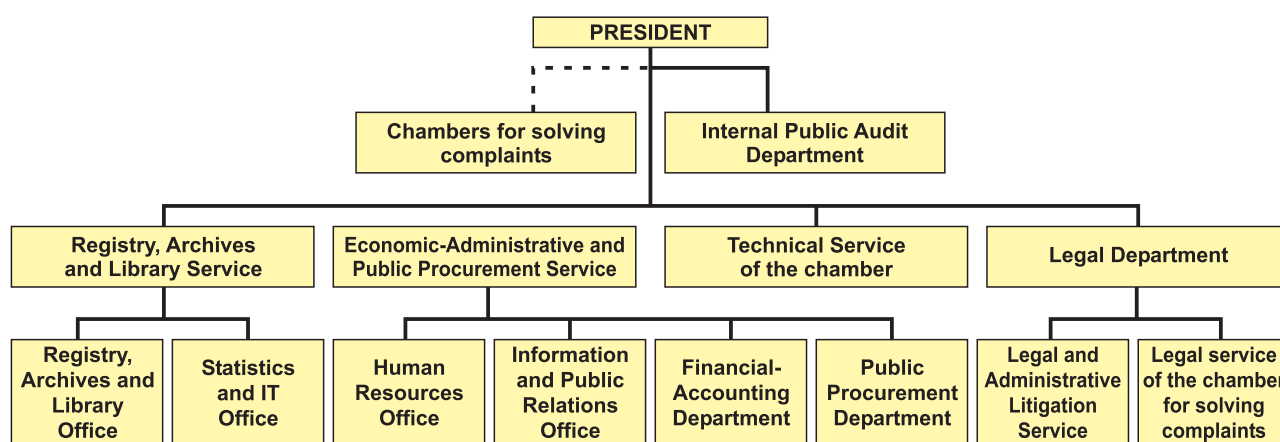 PRESIDENT
Chambers for solving
complaints
Internal Public Audit
Department
Registry, Archives
and Library Service
Economic-Administrative and
Public Procurement Service
Technical Service
of the chamber
Legal Department
Registry,
Archives and
Library
Office
Statistics
and IT
Office
Human
Resources
Office
Information
and Public
Relations
Office
Financial-
Accounting
Department
Public
Procurement
Department
Legal and
Administrative
Litigation
Service
Legal service
of the chamber
for solving
complaints